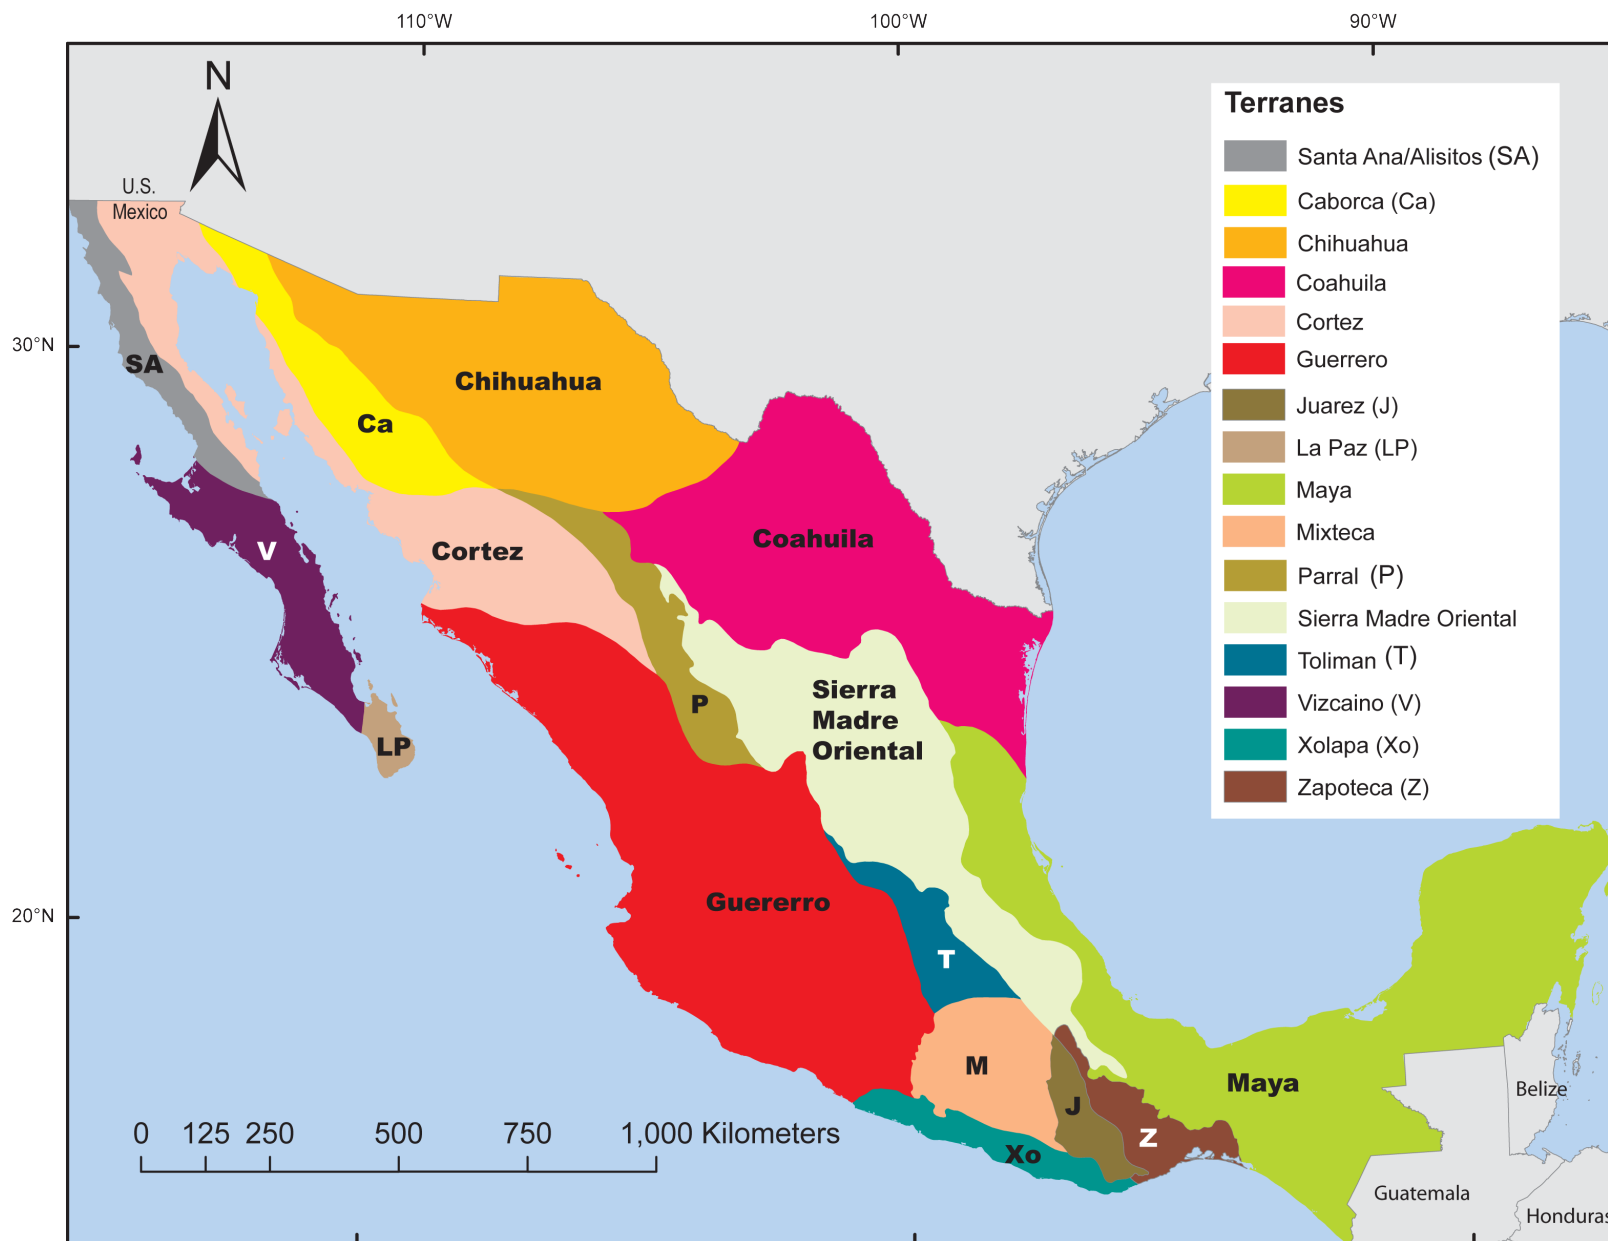 110°W
100°W
90°W
N
Terranes
Santa Ana/Alisitos (SA)
Caborca (Ca)
Chihuahua
Coahuila
Cortez
Guerrero
Juarez (J)
La Paz (LP)
Maya
Mixteca
Parral (P)
Sierra Madre Oriental
Toliman (T)
Vizcaino (V)
Xolapa (Xo)
Zapoteca (Z)
U.S.
Mexico
30°N
SA
Chihuahua
Ca
Coahuila
V
Cortez
Sierra
Madre
Oriental
P
LP
20°N
Guererro
T
M
Maya
Belize
J
0 125 250 500 750 1,000 Kilometers
Z
Xo
Guatemala
Honduras